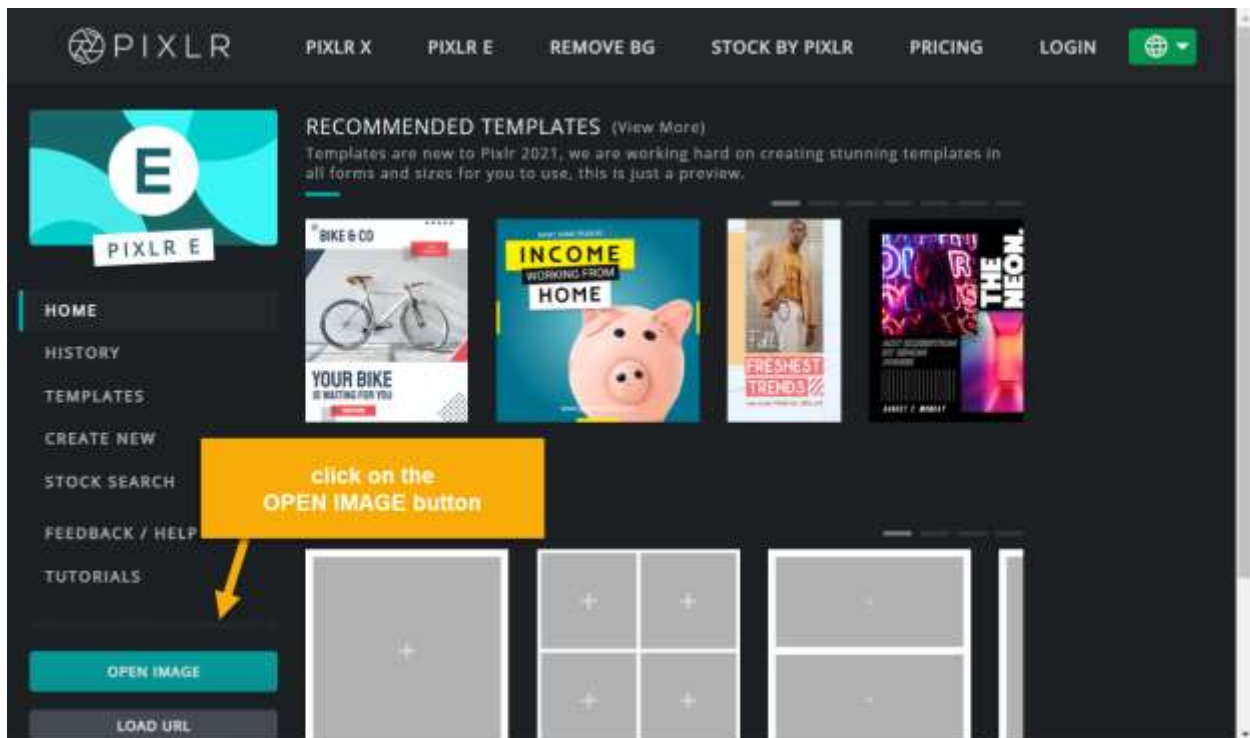 PIXLR
PIXLR X
PIXLR E
REMOVE BG
STOCK BY PIXLR
PRICING
LOGIN
E
PIXLR E
HOME
HISTORY
TEMPLATES
CREATE NEW
STOCK SEARCH
FEEDBACK / HELP
TUTORIALS
OPEN IMAGE
LOAD URL
RECOMMENDED TEMPLATES (View More)
Templates are new to Pixlr 2021, we are working hard on creating stunning templates in
all forms and sizes for you to use, this is just a preview.
BIKE & CO
YOUR BIKE
IS WAITING FOR YOU
INCOME
WORKING FROM
HOME
Fall
FRESHEST
TRENDS
THE
NEON.
AUGUST 2 MONDAY
click on the
OPEN IMAGE button